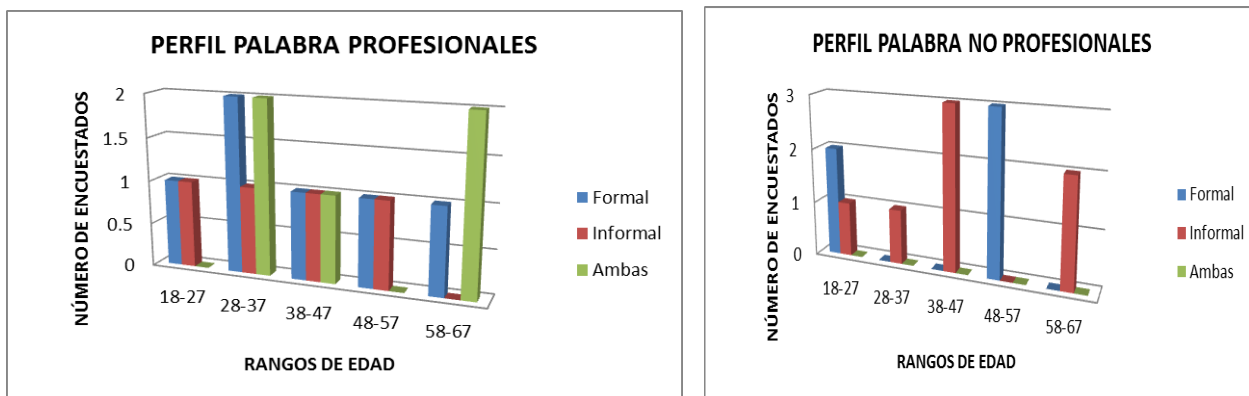 PERFIL PALABRA PROFESIONALES
NÚMERO DE ENCUESTADOS
2
1.5
1
0.5
0
18-27
28-37
38-47
48-57
58-67
RANGOS DE EDAD
Formal
Informal
Ambas
PERFIL PALABRA NO PROFESIONALES
NÚMERO DE ENCUESTADOS
3
2
1
0
18-27
28-37
38-47
48-57
58-67
RANGOS DE EDAD
Formal
Informal
Ambas